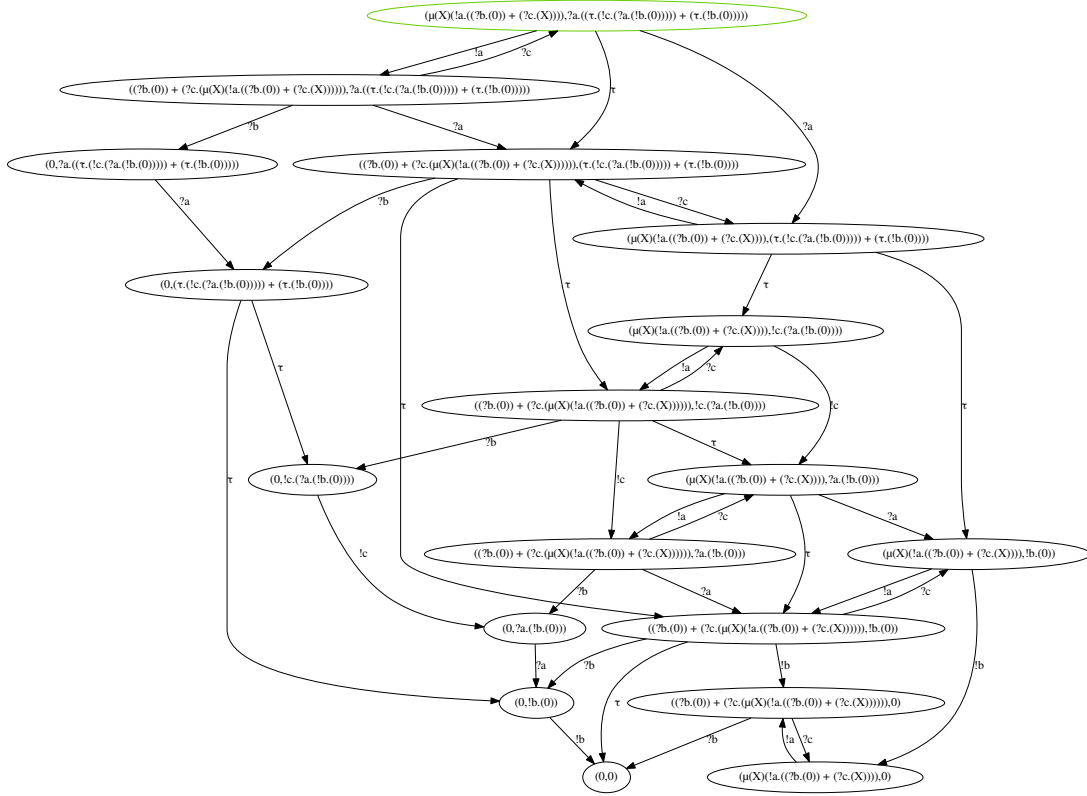 (μ(X)(!a.((?b.(0)) + (?c.(X)))),?a.((τ.(!c.(?a.(!b.(0))))) + (τ.(!b.(0)))))
!a
?c
((?b.(0)) + (?c.(μ(X)(!a.((?b.(0)) + (?c.(X)))))),?a.((τ.(!c.(?a.(!b.(0))))) + (τ.(!b.(0)))))
τ
?b
?a
?a
(0,?a.((τ.(!c.(?a.(!b.(0))))) + (τ.(!b.(0)))))
((?b.(0)) + (?c.(μ(X)(!a.((?b.(0)) + (?c.(X)))))),(τ.(!c.(?a.(!b.(0))))) + (τ.(!b.(0))))
?a
?b
!a
?c
(μ(X)(!a.((?b.(0)) + (?c.(X)))),(τ.(!c.(?a.(!b.(0))))) + (τ.(!b.(0))))
(0,(τ.(!c.(?a.(!b.(0))))) + (τ.(!b.(0))))
τ
τ
(μ(X)(!a.((?b.(0)) + (?c.(X)))),!c.(?a.(!b.(0))))
τ
!a
?c
τ
((?b.(0)) + (?c.(μ(X)(!a.((?b.(0)) + (?c.(X)))))),!c.(?a.(!b.(0))))
!c
τ
?b
τ
τ
!c
(0,!c.(?a.(!b.(0))))
(μ(X)(!a.((?b.(0)) + (?c.(X)))),?a.(!b.(0)))
!a
?c
?a
!c
((?b.(0)) + (?c.(μ(X)(!a.((?b.(0)) + (?c.(X)))))),?a.(!b.(0)))
τ
(μ(X)(!a.((?b.(0)) + (?c.(X)))),!b.(0))
?b
?a
!a
?c
(0,?a.(!b.(0)))
((?b.(0)) + (?c.(μ(X)(!a.((?b.(0)) + (?c.(X)))))),!b.(0))
?a
?b
!b
!b
(0,!b.(0))
τ
((?b.(0)) + (?c.(μ(X)(!a.((?b.(0)) + (?c.(X)))))),0)
!b
?b
!a
?c
(0,0)
(μ(X)(!a.((?b.(0)) + (?c.(X)))),0)